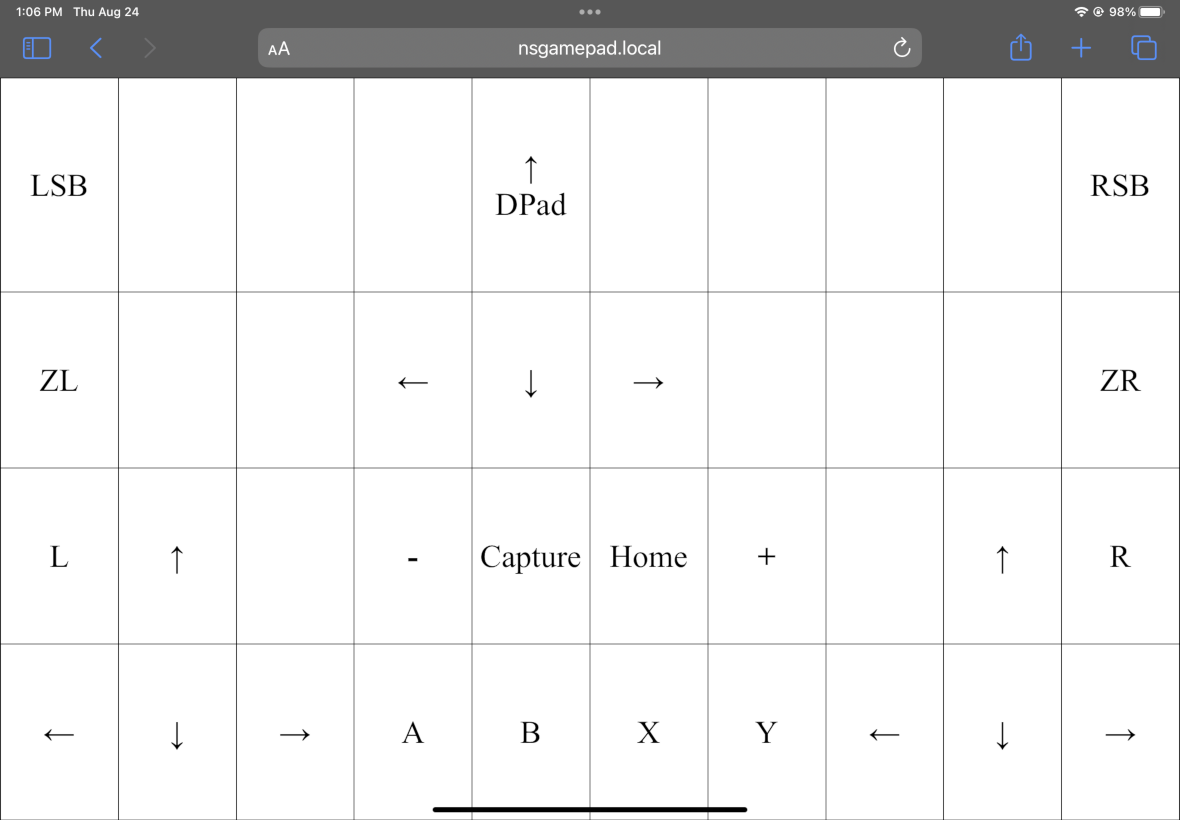 1:06 PM Thu Aug 24
98%
AA
nsgamepad.local
LSB
↑
DPad
RSB
ZL
←
↓
→
ZR
L
↑
-
Capture
Home
+
↑
R
←
↓
→
A
B
X
Y
←
↓
→